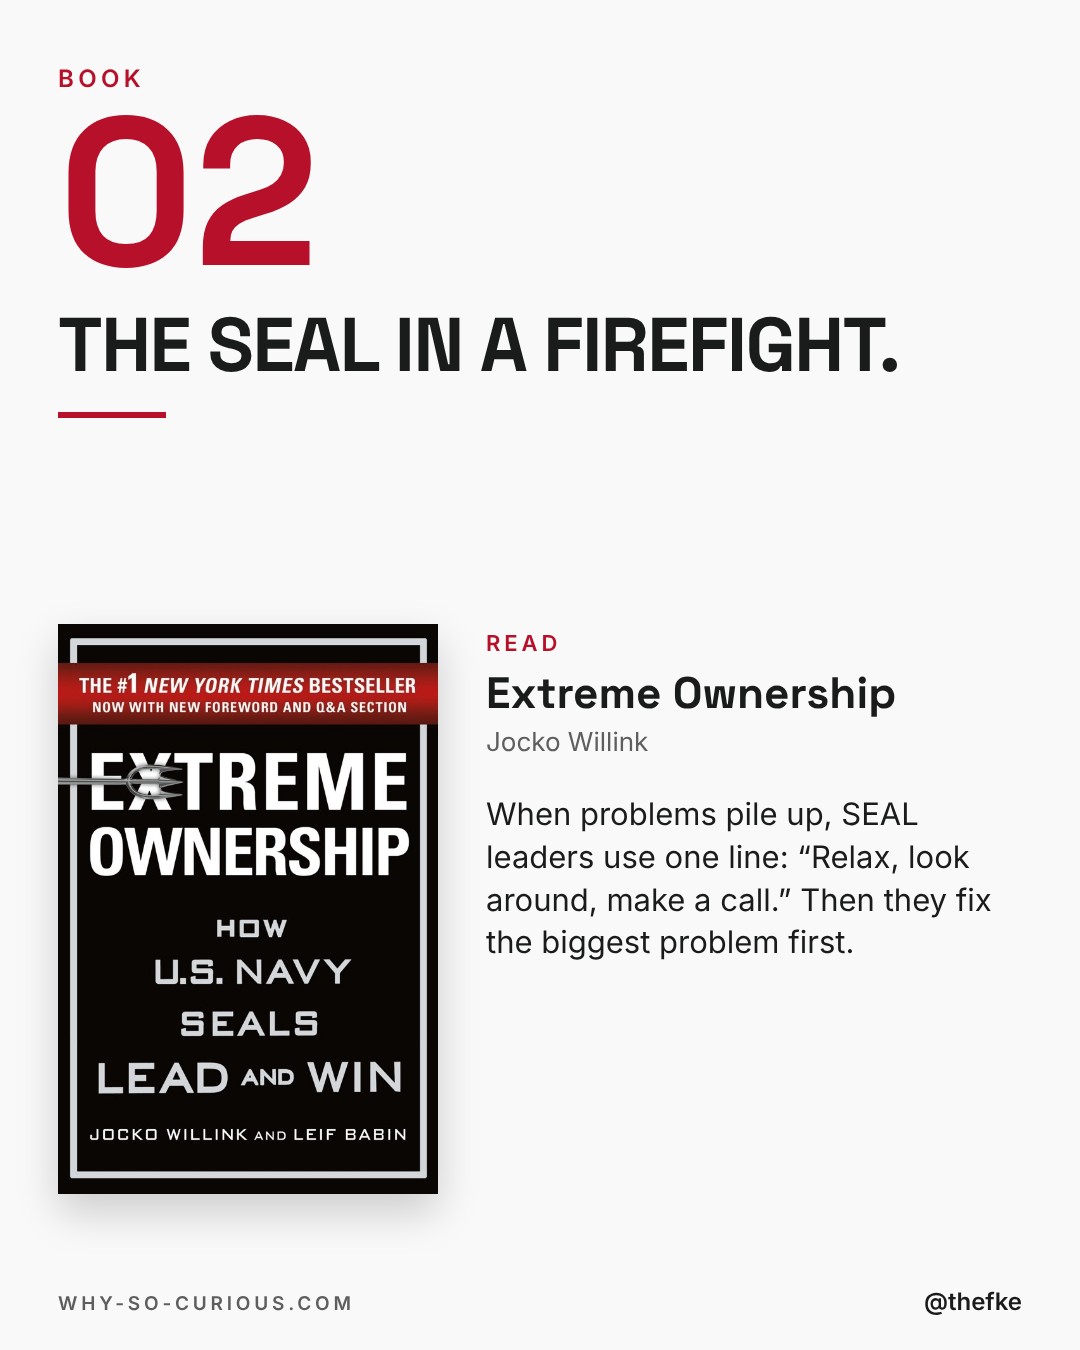 BOOK
02
THE SEAL IN A FIREFIGHT.
THE #1 NEW YORK TIMES BESTSELLER
NOW WITH NEW FOREWORD AND Q&A SECTION
EXTREME
OWNERSHIP
HOW
U.S. NAVY
SEALS
LEAD AND WIN
JOCKO WILLINK AND LEIF BABIN
READ
Extreme Ownership
Jocko Willink
When problems pile up, SEAL
leaders use one line: “Relax, look
around, make a call.” Then they fix
the biggest problem first.
WHY-SO-CURIOUS.COM
@thefke